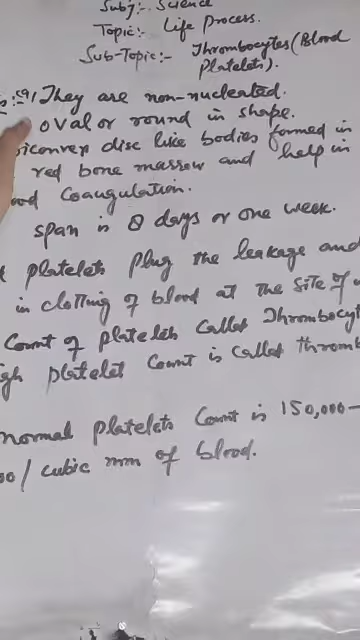 Subj:- Science
Topic:- Life Process.
Sub-Topic:- Thrombocytes (Blood
Platelets).
They are non-nucleated.
oval or round in shape.
biconvex disc like bodies formed in
red bone marrow and help in
Coagulation.
span is 8 days or one week.
platelets plug the leakage and
in clotting of blood at the site of
Count of platelets called Thrombocyt
gh platelet Count is called thromb
normal platelets Count is 150,000-
00/cubic mm of blood.